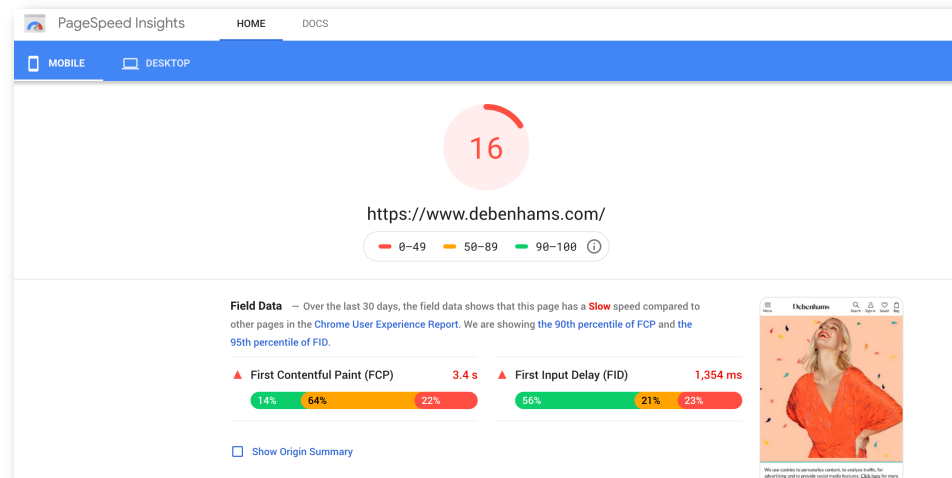 PageSpeed Insights HOME DOCS
MOBILE DESKTOP
16
https://www.debenhams.com/
0–49 50–89 90–100
Field Data — Over the last 30 days, the field data shows that this page has a Slow speed compared to
other pages in the Chrome User Experience Report. We are showing the 90th percentile of FCP and the
95th percentile of FID.
First Contentful Paint (FCP) 3.4 s
14% 64% 22%
First Input Delay (FID) 1,354 ms
56% 21% 23%
Show Origin Summary
Menu Debenhams Search Sign in Saved Bag
We use cookies to personalise content, to analyse traffic, for
advertising and to provide social media features. Click here for more